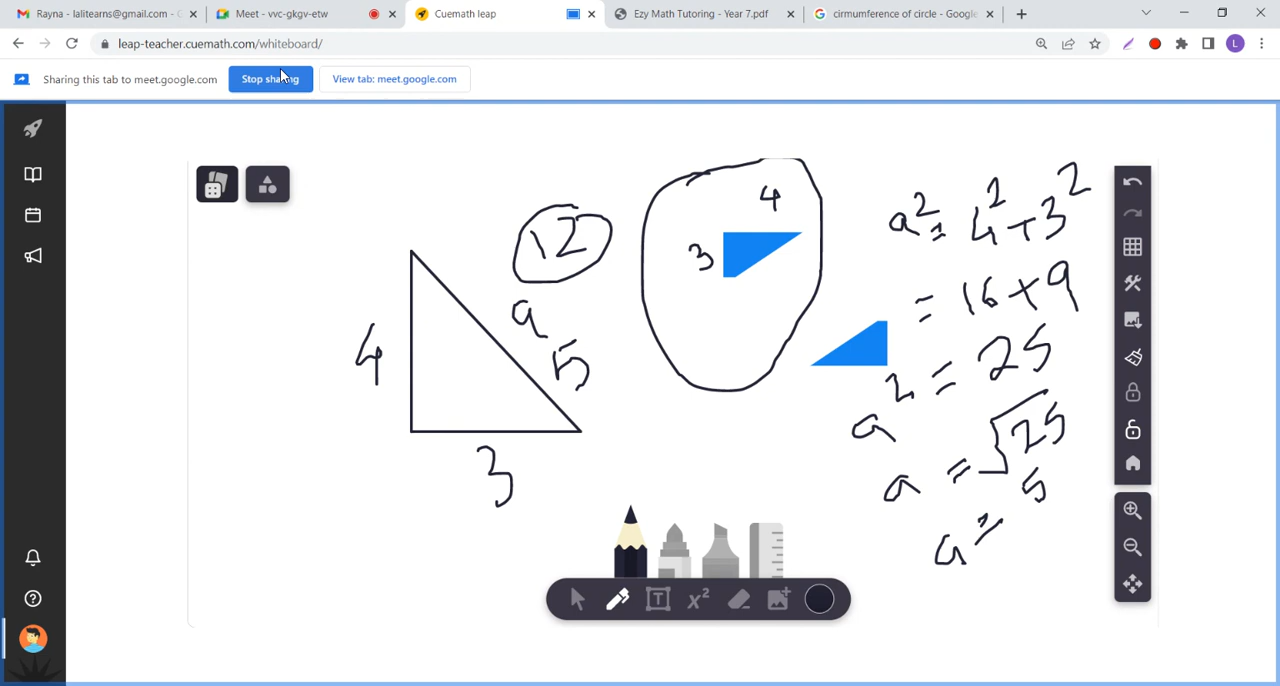 Rayna - lalitearns@gmail.com - G
Meet - vvc-gkgv-etw
Cuemath leap
Ezy Math Tutoring - Year 7.pdf
cirmumference of circle - Google
leap-teacher.cuemath.com/whiteboard/
L
Sharing this tab to meet.google.com
Stop sharing
View tab: meet.google.com
12
4
3
a
5
4
3
a² = 4² + 3²
= 16 + 9
a² = 25
a = √25
5
a =
T
x²